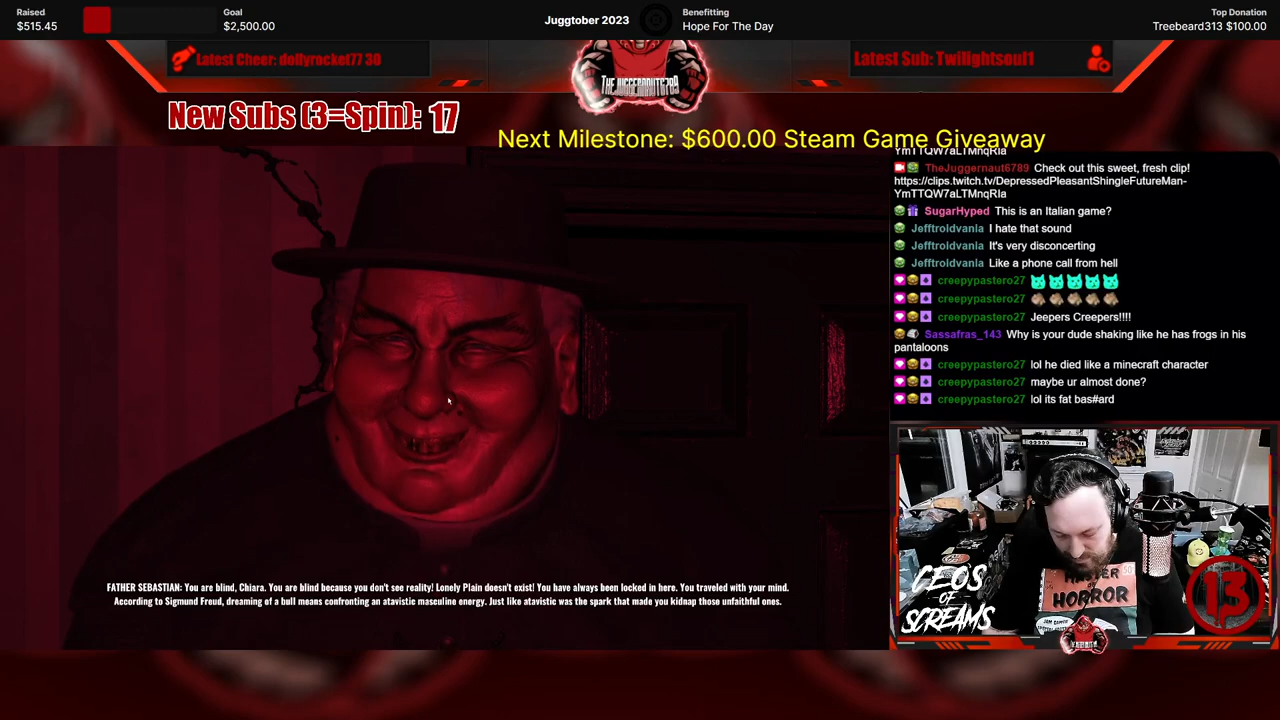 Raised
$515.45
Goal
$2,500.00
Juggtober 2023
Benefitting
Hope For The Day
Top Donation
Treebeard313 $100.00
Latest Cheer: dollyrocket77 30
THEJUGGERNAUT6789
Latest Sub: Twilightsoul1
New Subs (3=Spin): 17
Next Milestone: $600.00 Steam Game Giveaway
YmTTQW7aLTMnqRIa
TheJuggernaut6789 Check out this sweet, fresh clip!
https://clips.twitch.tv/DepressedPleasantShingleFutureMan-
YmTTQW7aLTMnqRIa
SugarHyped This is an Italian game?
Jefftroldvania I hate that sound
Jefftroldvania It's very disconcerting
Jefftroldvania Like a phone call from hell
creepypastero27
creepypastero27
creepypastero27 Jeepers Creepers!!!!
Sassafras_143 Why is your dude shaking like he has frogs in his
pantaloons
creepypastero27 lol he died like a minecraft character
creepypastero27 maybe ur almost done?
creepypastero27 lol its fat bas#ard
FATHER SEBASTIAN: You are blind, Chiara. You are blind because you don't see reality! Lonely Plain doesn't exist! You have always been locked in here. You traveled with your mind.
According to Sigmund Freud, dreaming of a bull means confronting an atavistic masculine energy. Just like atavistic was the spark that made you kidnap those unfaithful ones.
CEOS
OF
SCREAMS
MASTER
OF
HORROR
13